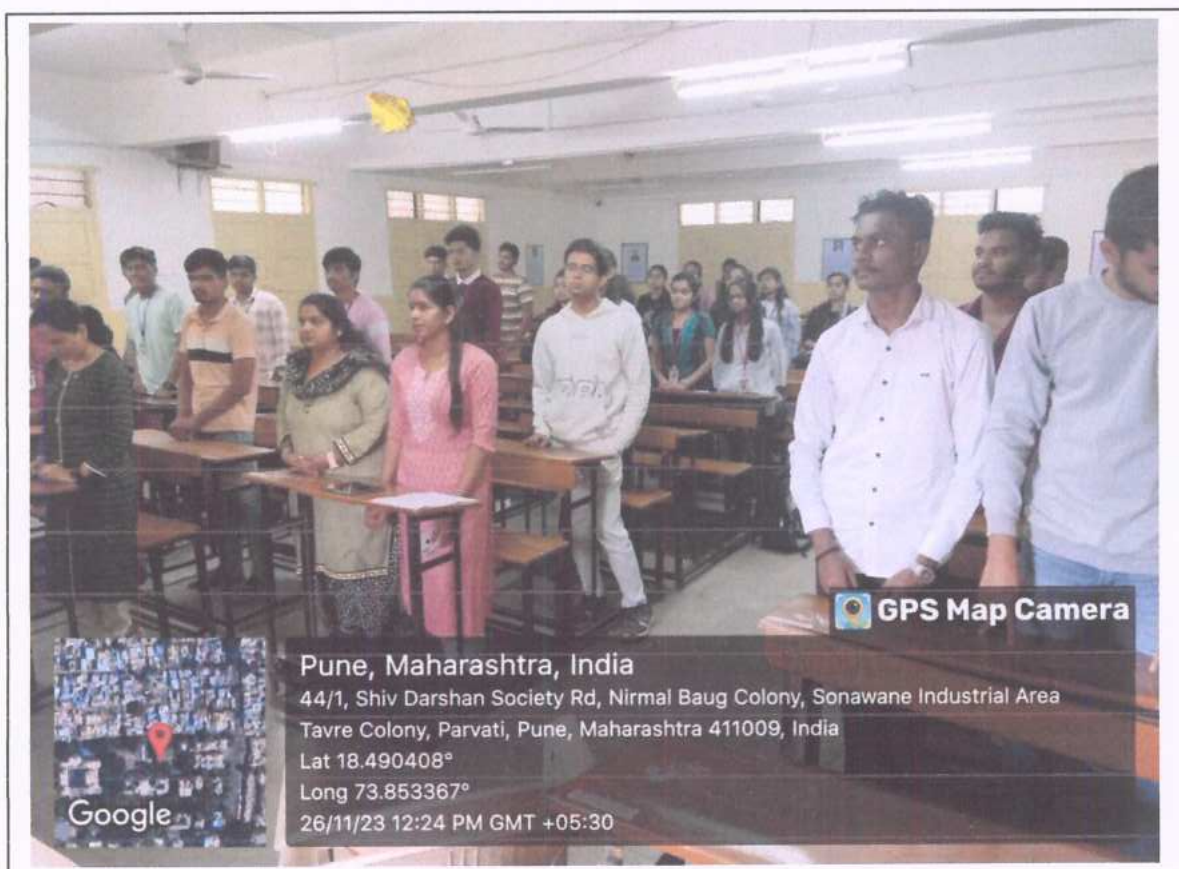 GPS Map Camera
Pune, Maharashtra, India
44/1, Shiv Darshan Society Rd, Nirmal Baug Colony, Sonawane Industrial Area
Tavre Colony, Parvati, Pune, Maharashtra 411009, India
Lat 18.490408°
Long 73.853367°
26/11/23 12:24 PM GMT +05:30
Google